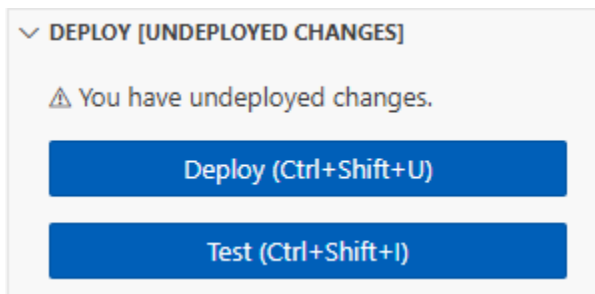 DEPLOY [UNDEPLOYED CHANGES]
You have undeployed changes.
Deploy (Ctrl+Shift+U)
Test (Ctrl+Shift+I)